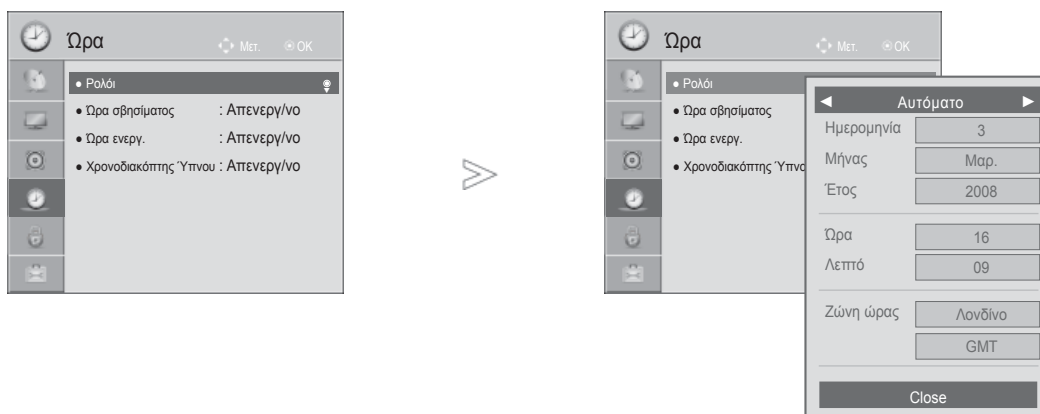 Ώρα Μετ. OK
● Ρολόι
● Ώρα σβησίματος : Απενεργ/νο
● Ώρα ενεργ. : Απενεργ/νο
● Χρονοδιακόπτης Ύπνου : Απενεργ/νο
Ώρα Μετ. OK
● Ρολόι
● Ώρα σβησίματος
● Ώρα ενεργ.
● Χρονοδιακόπτης Ύπνο
◄ Αυτόματο ►
Ημερομηνία 3
Μήνας Μαρ.
Έτος 2008
Ώρα 16
Λεπτό 09
Ζώνη ώρας Λονδίνο
GMT
Close